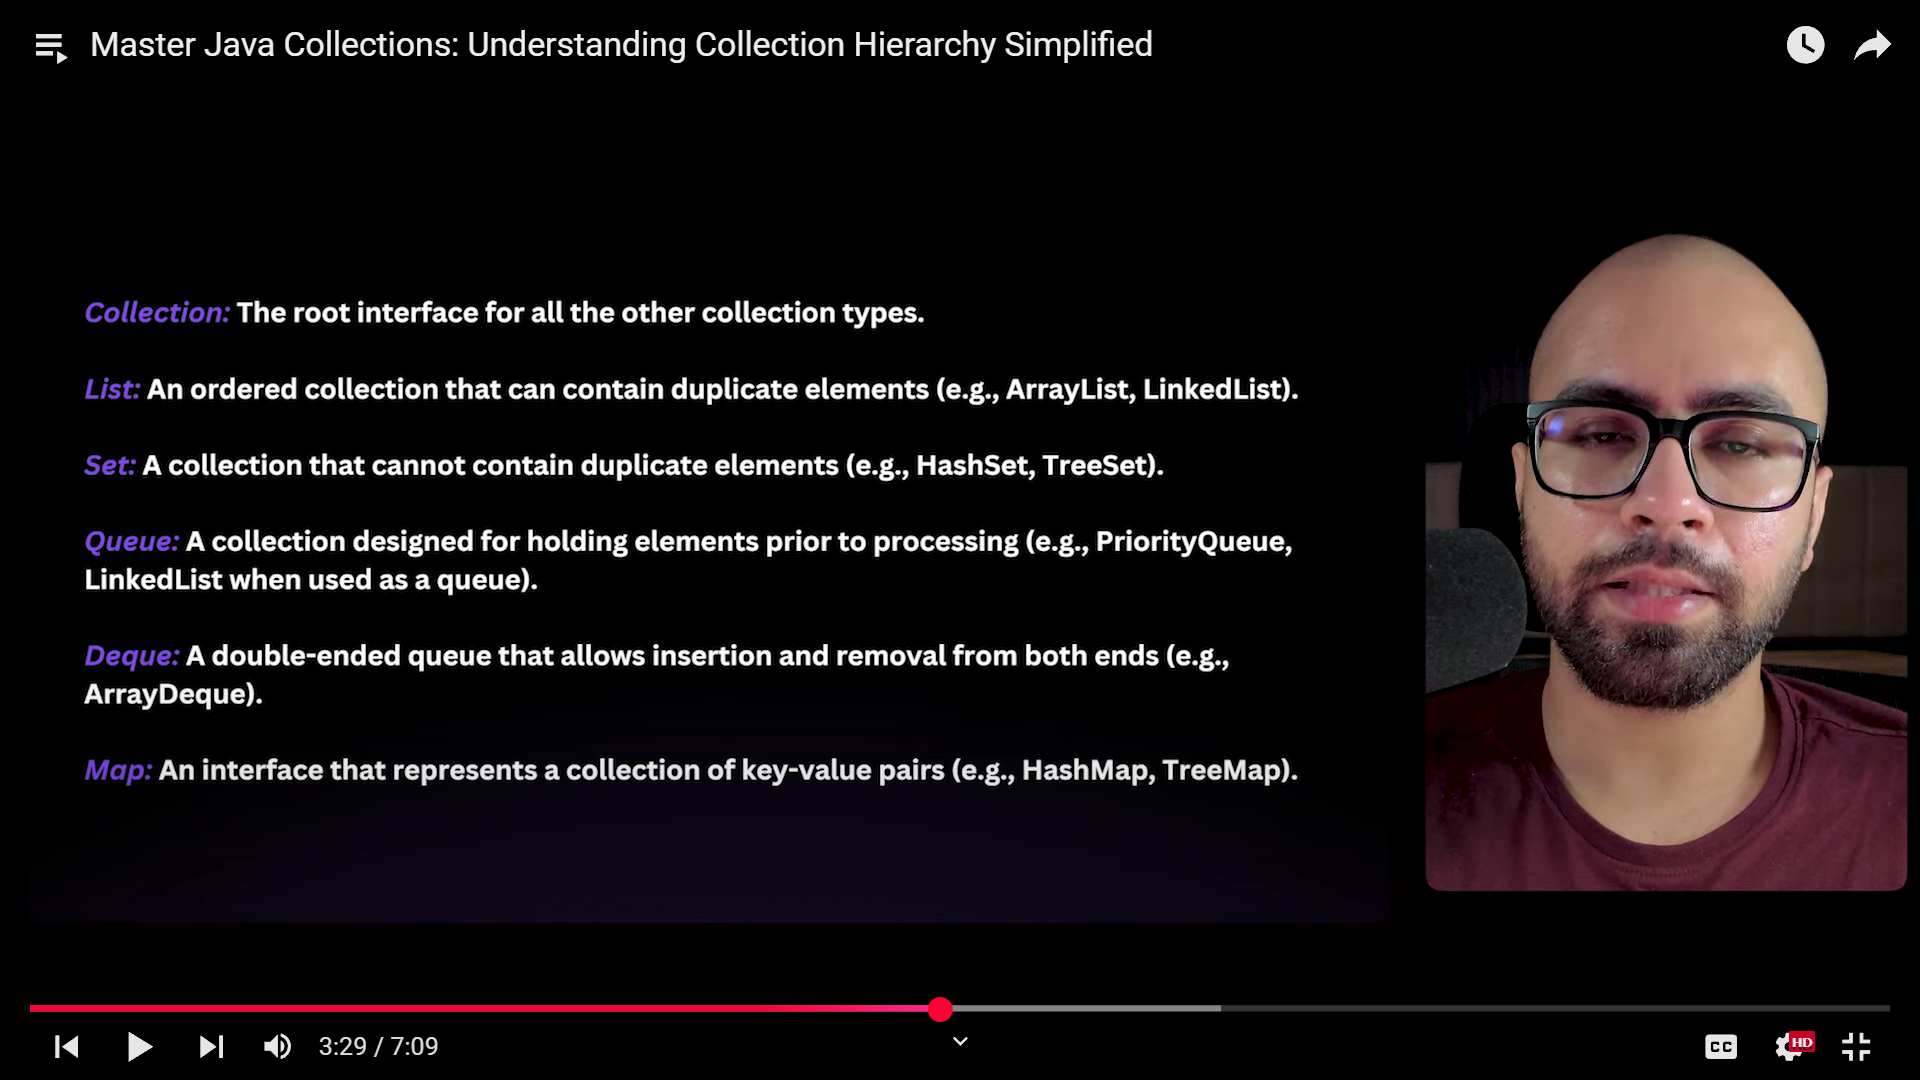 Master Java Collections: Understanding Collection Hierarchy Simplified
Collection: The root interface for all the other collection types.
List: An ordered collection that can contain duplicate elements (e.g., ArrayList, LinkedList).
Set: A collection that cannot contain duplicate elements (e.g., HashSet, TreeSet).
Queue: A collection designed for holding elements prior to processing (e.g., PriorityQueue,
LinkedList when used as a queue).
Deque: A double-ended queue that allows insertion and removal from both ends (e.g.,
ArrayDeque).
Map: An interface that represents a collection of key-value pairs (e.g., HashMap, TreeMap).
3:29 / 7:09
CC
HD